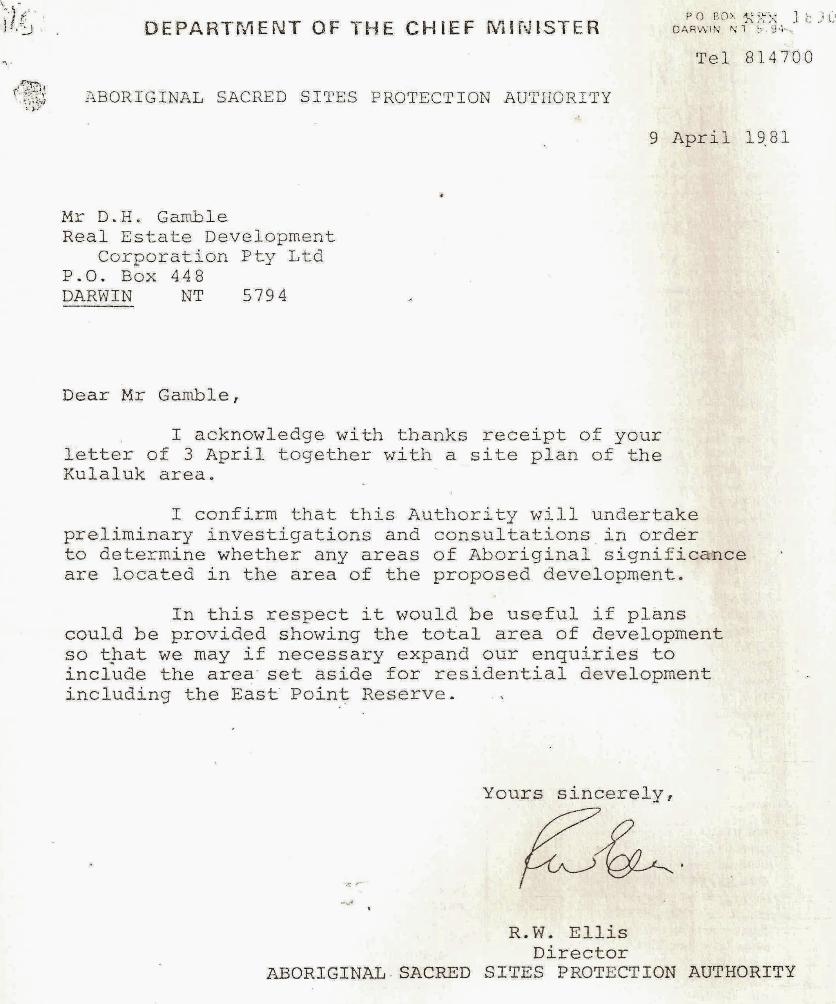 DEPARTMENT OF THE CHIEF MINISTER
PO BOX
DARWIN NT
Tel 814700
ABORIGINAL SACRED SITES PROTECTION AUTHORITY
9 April 1981
Mr D.H. Gamble
Real Estate Development
Corporation Pty Ltd
P.O. Box 448
DARWIN NT 5794
Dear Mr Gamble,
I acknowledge with thanks receipt of your
letter of 3 April together with a site plan of the
Kulaluk area.
I confirm that this Authority will undertake
preliminary investigations and consultations in order
to determine whether any areas of Aboriginal significance
are located in the area of the proposed development.
In this respect it would be useful if plans
could be provided showing the total area of development
so that we may if necessary expand our enquiries to
include the area set aside for residential development
including the East Point Reserve.
Yours sincerely,
R.W. Ellis
Director
ABORIGINAL SACRED SITES PROTECTION AUTHORITY